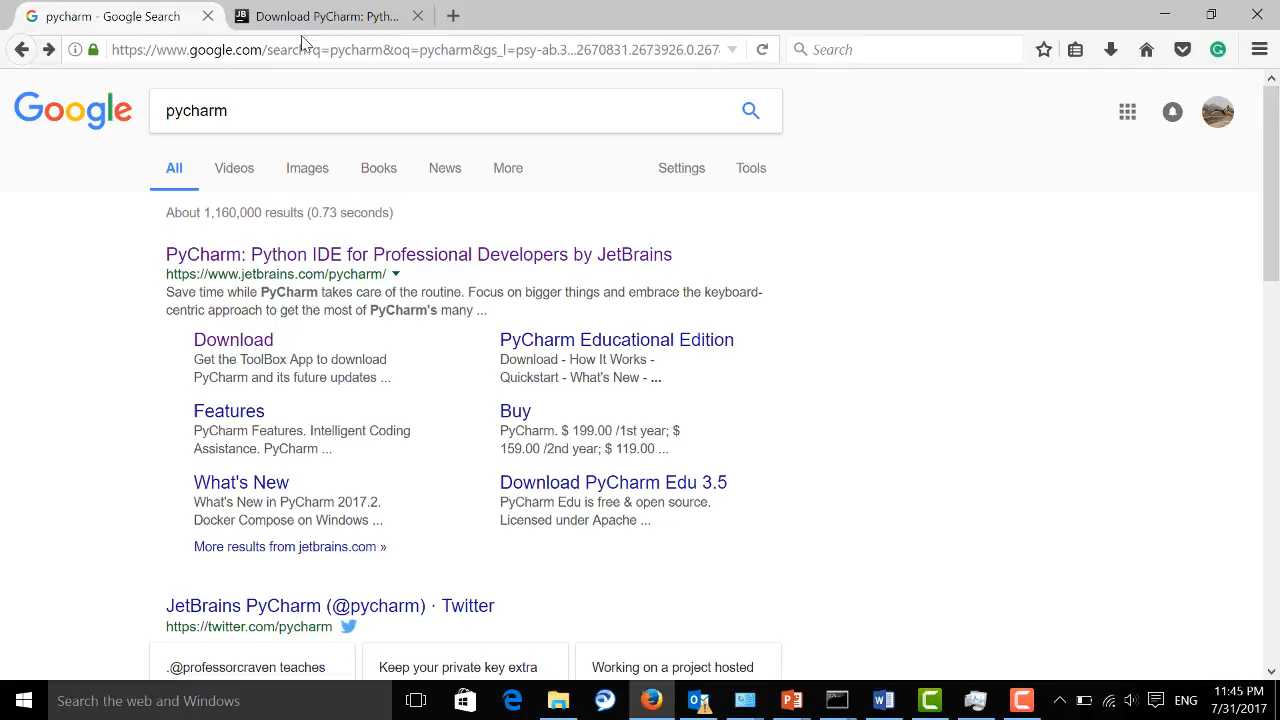 pycharm - Google Search
JB Download PyCharm: Pyth...
https://www.google.com/search?q=pycharm&oq=pycharm&gs_l=psy-ab.3...2670831.2673926.0.267
Search
Google
pycharm
All Videos Images Books News More Settings Tools
About 1,160,000 results (0.73 seconds)
PyCharm: Python IDE for Professional Developers by JetBrains
https://www.jetbrains.com/pycharm/
Save time while PyCharm takes care of the routine. Focus on bigger things and embrace the keyboard-
centric approach to get the most of PyCharm's many ...
Download
Get the ToolBox App to download
PyCharm and its future updates ...
PyCharm Educational Edition
Download - How It Works -
Quickstart - What's New - ...
Features
PyCharm Features. Intelligent Coding
Assistance. PyCharm ...
Buy
PyCharm. $ 199.00 /1st year; $
159.00 /2nd year; $ 119.00 ...
What's New
What's New in PyCharm 2017.2.
Docker Compose on Windows ...
Download PyCharm Edu 3.5
PyCharm Edu is free & open source.
Licensed under Apache ...
More results from jetbrains.com »
JetBrains PyCharm (@pycharm) · Twitter
https://twitter.com/pycharm
.@professorcraven teaches
Keep your private key extra
Working on a project hosted
Search the web and Windows
ENG
11:45 PM
7/31/2017